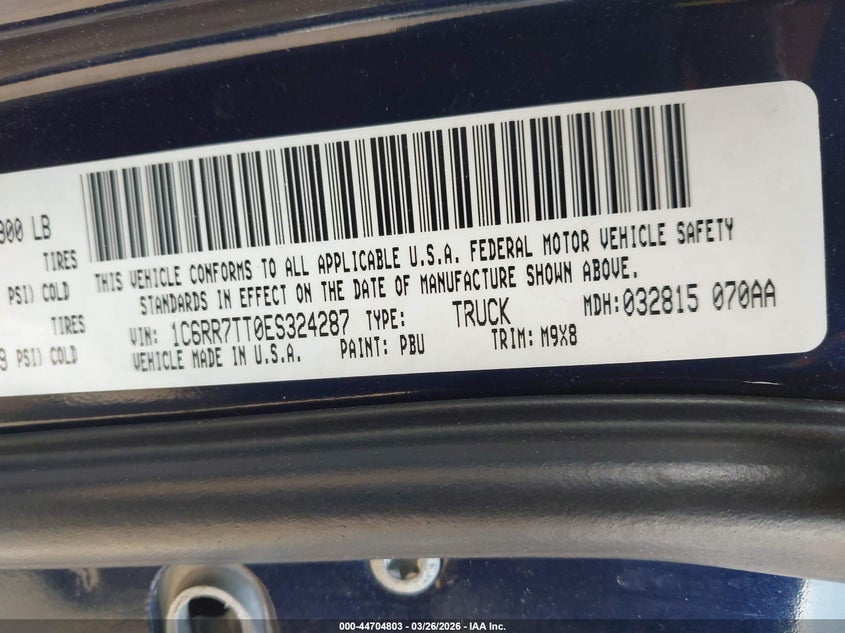 900 LB
TIRES
PSI) COLD
TIRES
PSI) COLD
THIS VEHICLE CONFORMS TO ALL APPLICABLE U.S.A. FEDERAL MOTOR VEHICLE SAFETY
STANDARDS IN EFFECT ON THE DATE OF MANUFACTURE SHOWN ABOVE.
VIN: 1C6RR7TT0ES324287 TYPE: TRUCK MDH:032815 070AA
VEHICLE MADE IN U.S.A. PAINT: PBU TRIM: M9X8
000-44704803 - 03/26/2026 - IAA Inc.